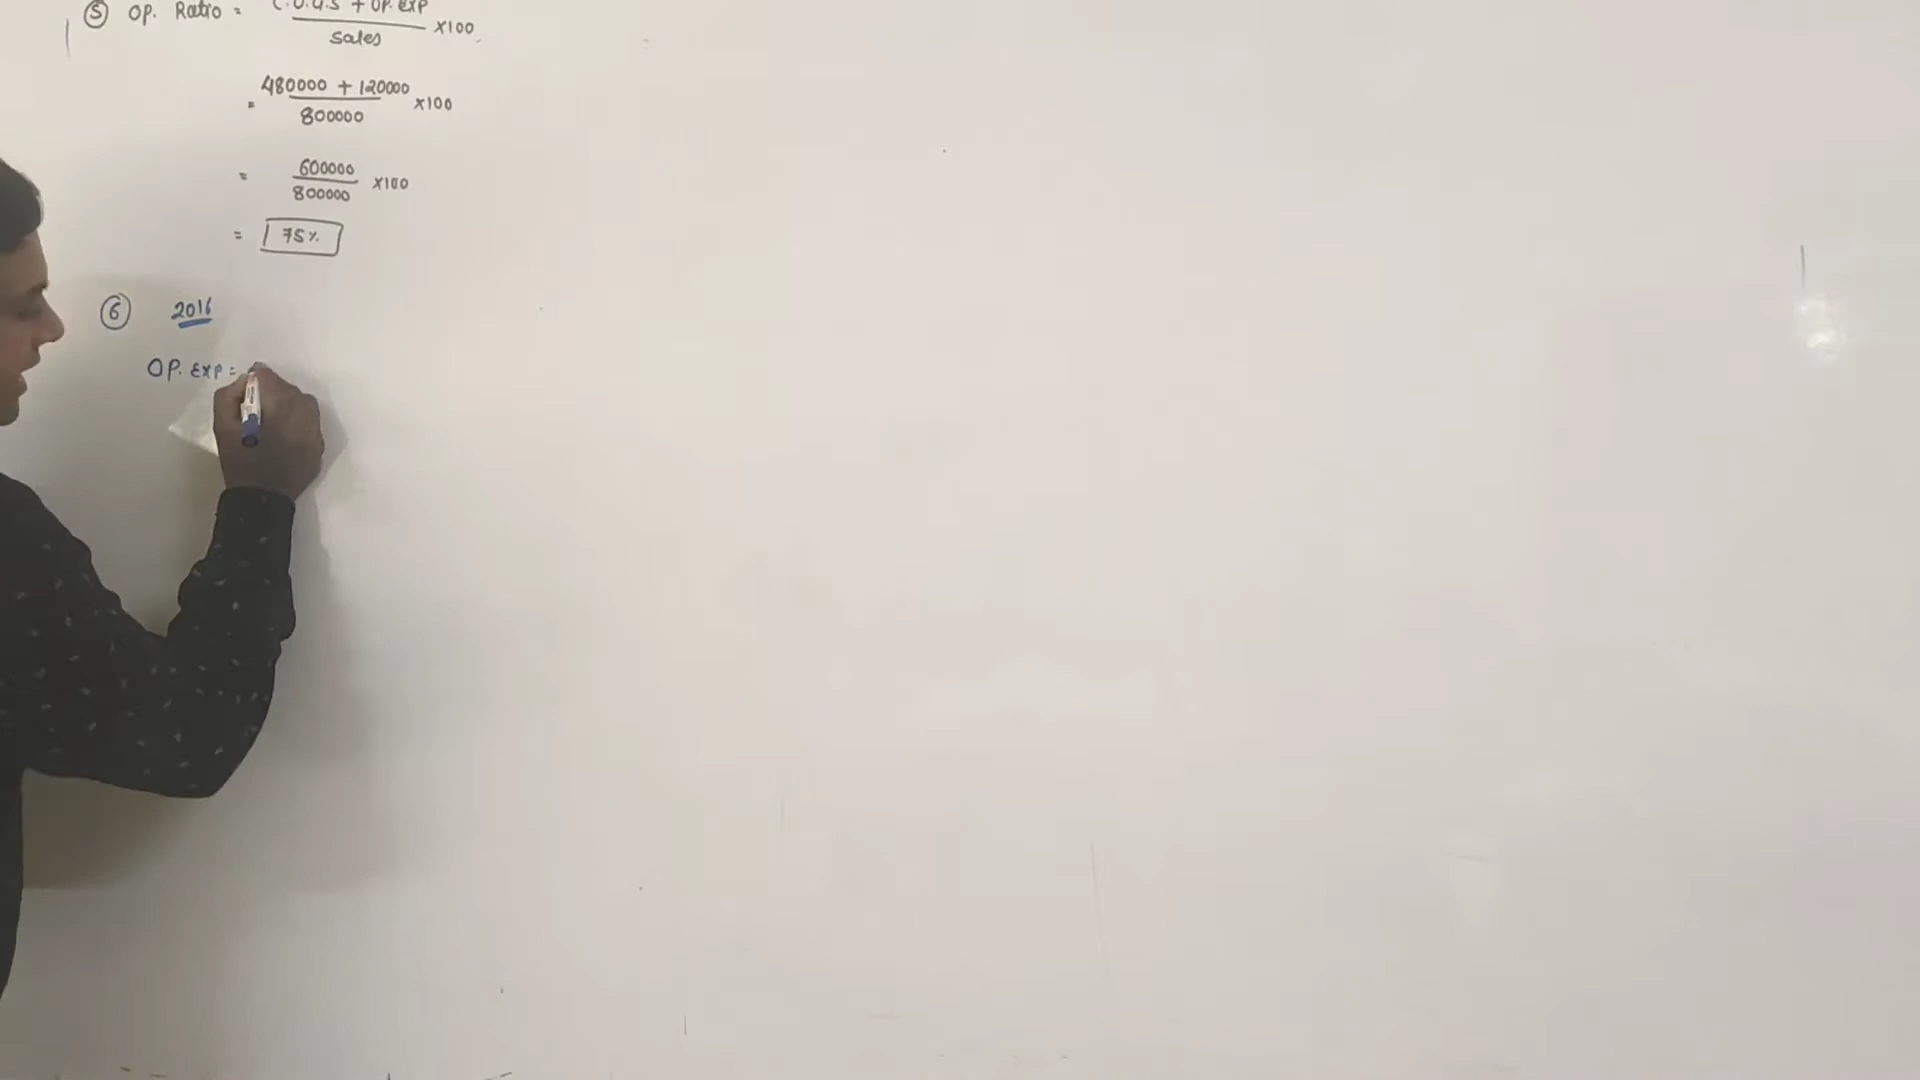 ⑤ Op. Ratio = C.O.G.S + Op. Exp
Sales
×100
= 480000 + 120000
800000
×100
= 600000
800000
×100
= 75%
⑥ 2016
OP. EXP =